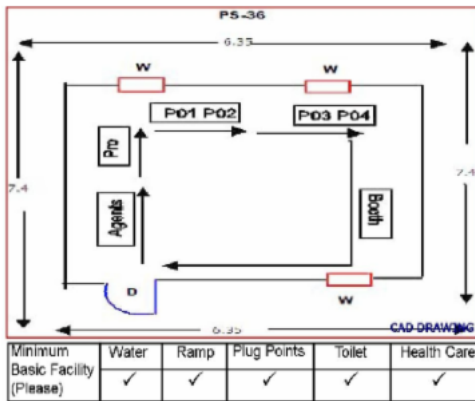 PS-36
6.35
W W
P01 P02 P03 P04
Pro
7.4 7.4
Agents Booth
D
W
6.35 CAD DRAWING
Minimum Basic Facility (Please) Water Ramp Plug Points Toilet Health Care
✓ ✓ ✓ ✓ ✓